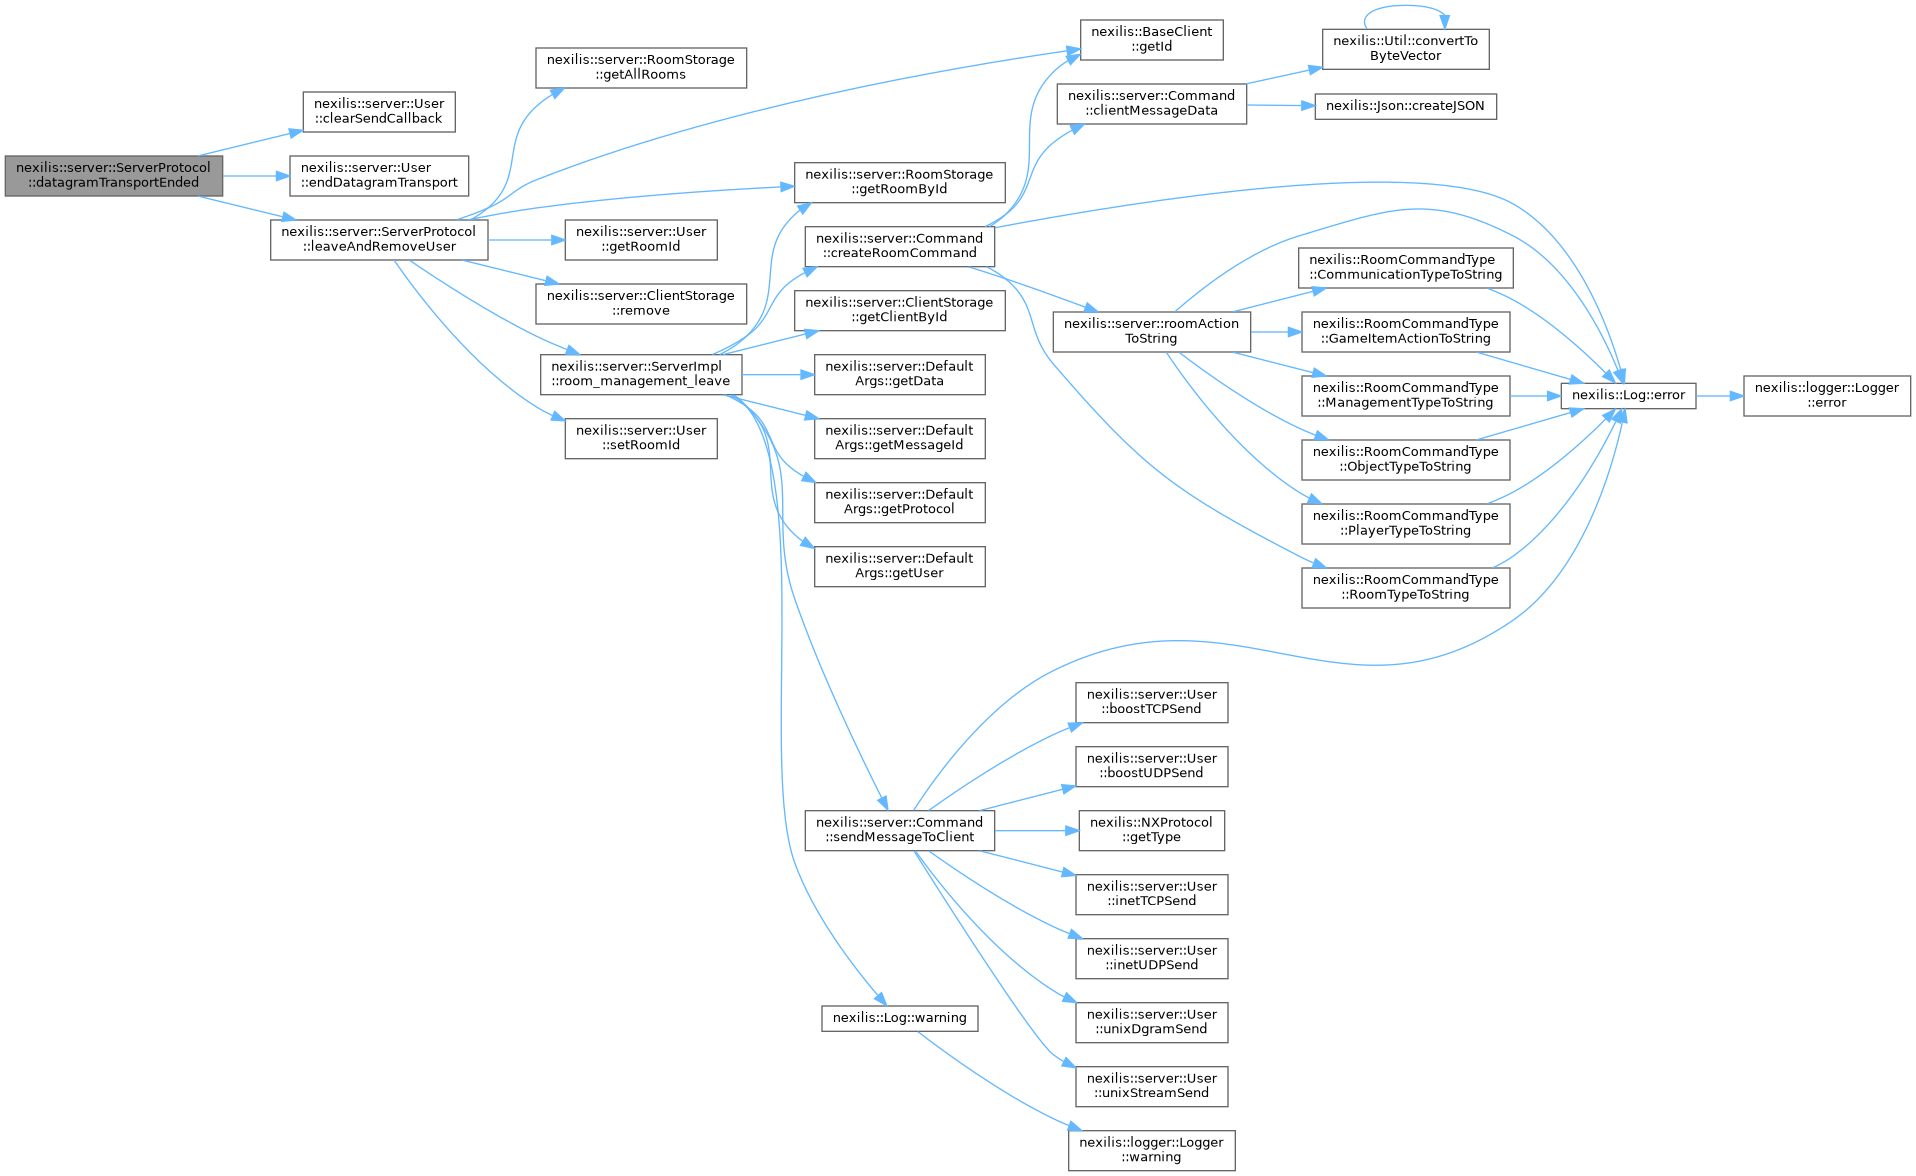 nexilis::server::ServerProtocol
::datagramTransportEnded
nexilis::server::User
::clearSendCallback
nexilis::server::User
::endDatagramTransport
nexilis::server::ServerProtocol
::leaveAndRemoveUser
nexilis::server::RoomStorage
::getAllRooms
nexilis::server::User
::getRoomId
nexilis::server::ClientStorage
::remove
nexilis::server::ServerImpl
::room_management_leave
nexilis::server::User
::setRoomId
nexilis::server::RoomStorage
::getRoomById
nexilis::server::Command
::createRoomCommand
nexilis::server::ClientStorage
::getClientById
nexilis::server::Default
Args::getData
nexilis::server::Default
Args::getMessageId
nexilis::server::Default
Args::getProtocol
nexilis::server::Default
Args::getUser
nexilis::server::Command
::sendMessageToClient
nexilis::Log::warning
nexilis::BaseClient
::getId
nexilis::server::Command
::clientMessageData
nexilis::server::roomAction
ToString
nexilis::server::User
::boostTCPSend
nexilis::server::User
::boostUDPSend
nexilis::NXProtocol
::getType
nexilis::server::User
::inetTCPSend
nexilis::server::User
::inetUDPSend
nexilis::server::User
::unixDgramSend
nexilis::server::User
::unixStreamSend
nexilis::logger::Logger
::warning
nexilis::Util::convertTo
ByteVector
nexilis::Json::createJSON
nexilis::RoomCommandType
::CommunicationTypeToString
nexilis::RoomCommandType
::GameItemActionToString
nexilis::RoomCommandType
::ManagementTypeToString
nexilis::RoomCommandType
::ObjectTypeToString
nexilis::RoomCommandType
::PlayerTypeToString
nexilis::RoomCommandType
::RoomTypeToString
nexilis::Log::error
nexilis::logger::Logger
::error